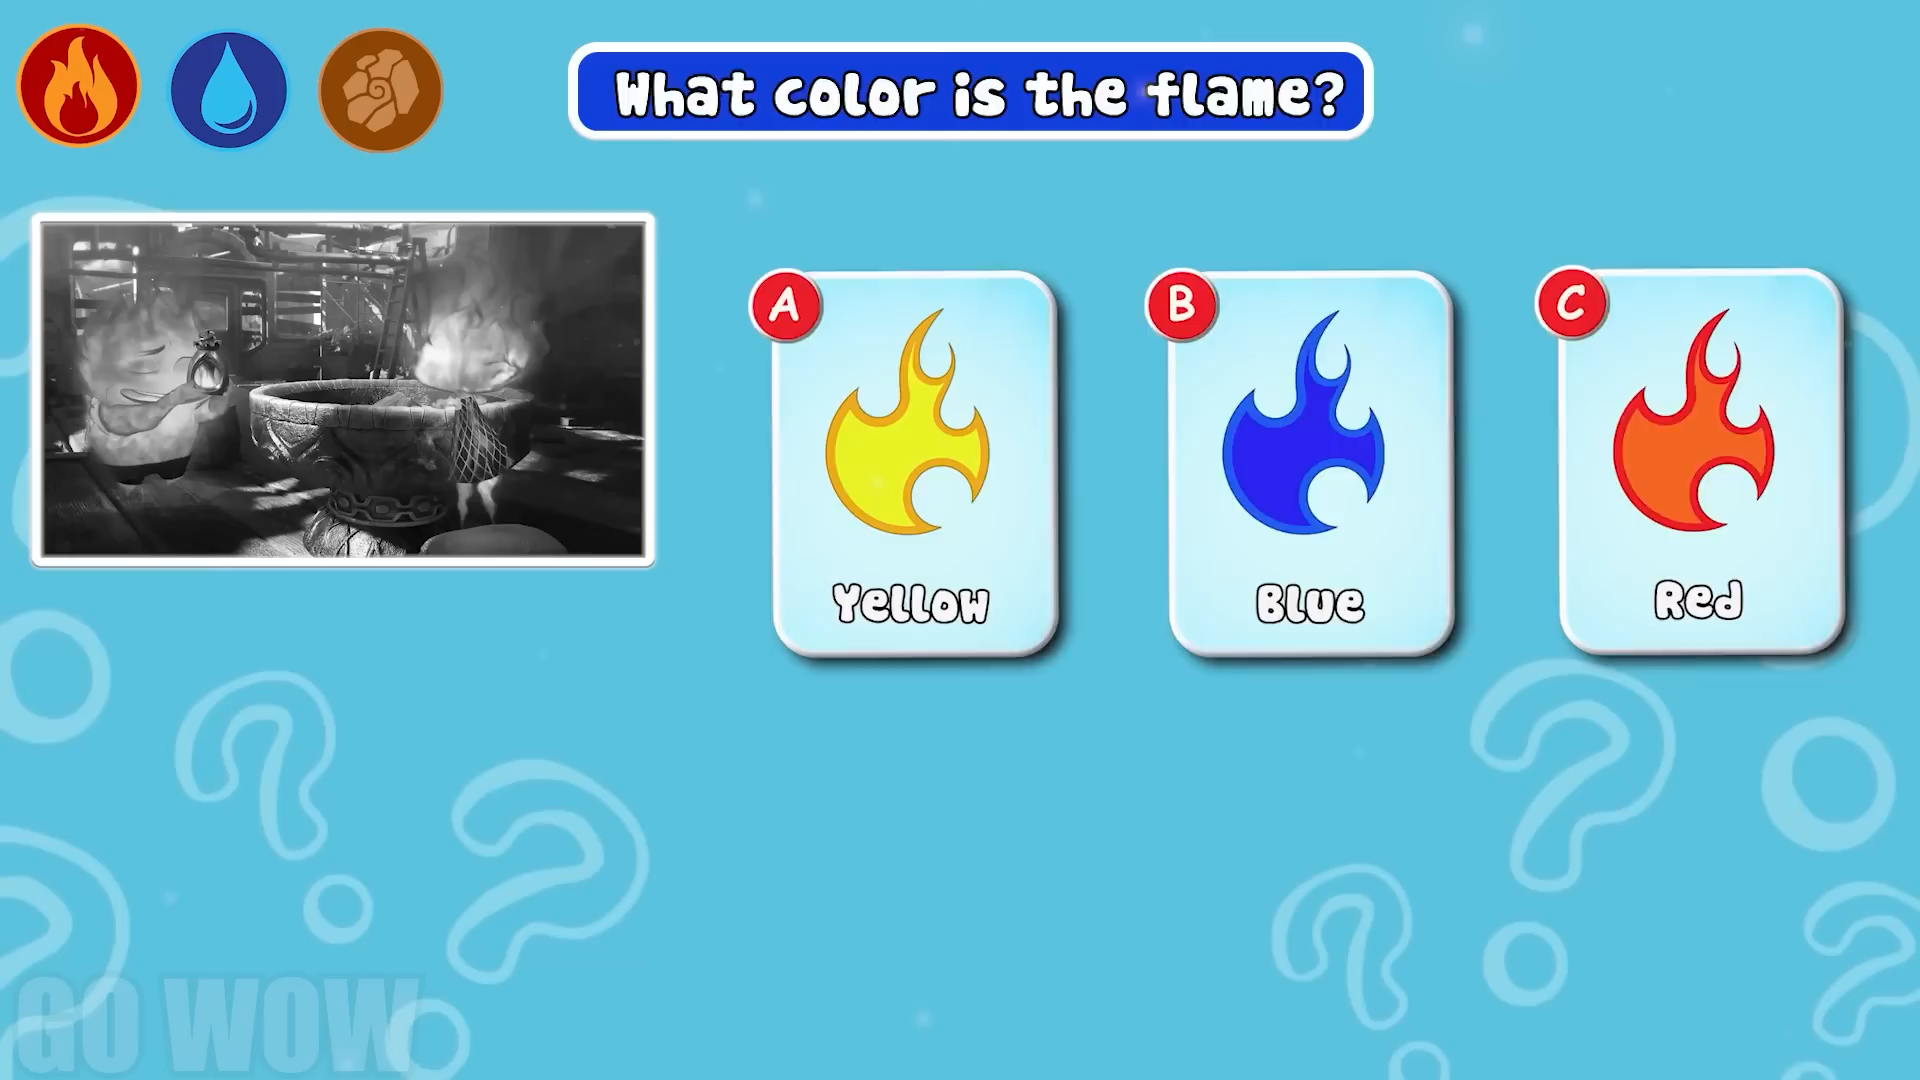 What color is the flame?
A
B
C
Yellow
Blue
Red
GO WOW